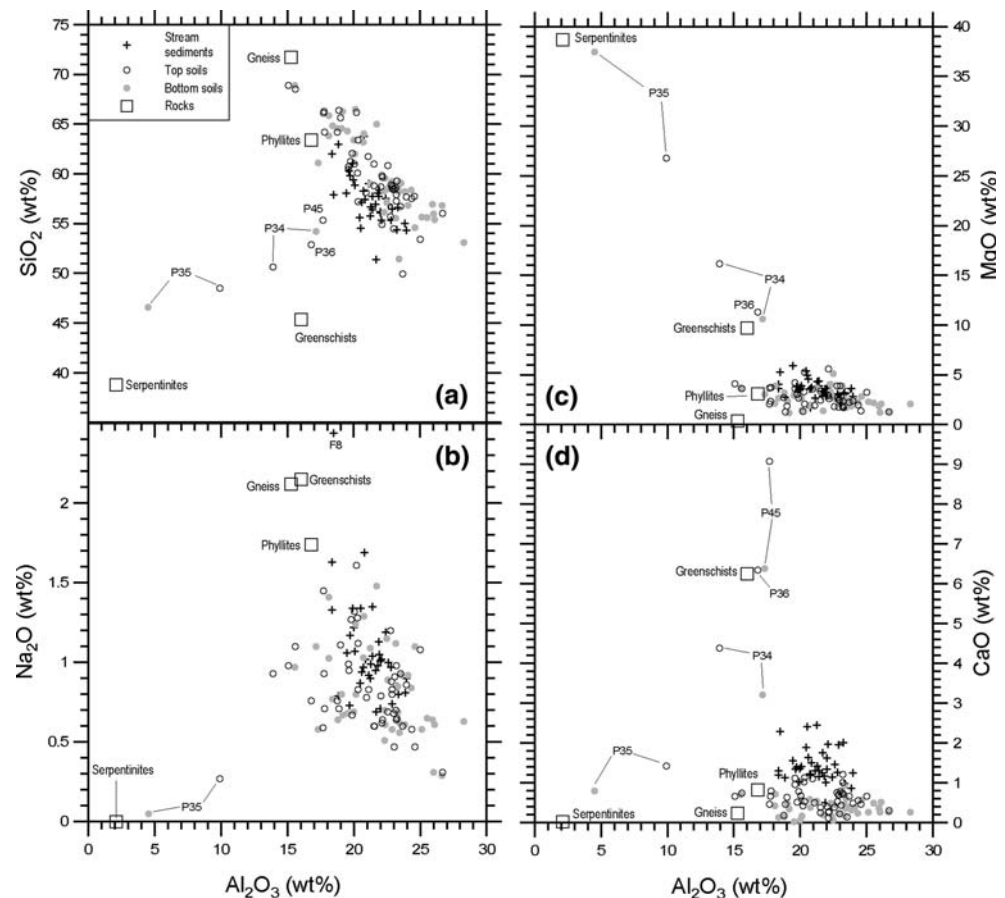 SiO2 (wt%)
75
70
65
60
55
50
45
40
Stream
sediments
Top soils
Bottom soils
Rocks
Gneiss
Phyllites
P45
P34
P36
P35
Greenschists
Serpentinites
(a)
MgO (wt%)
40
35
30
25
20
15
10
5
0
Serpentinites
P35
P34
P36
Greenschists
Phyllites
Gneiss
(c)
Na2O (wt%)
2
1.5
1
0.5
0
F8
(b)
Gneiss
Greenschists
Phyllites
Serpentinites
P35
0 5 10 15 20 25 30
Al2O3 (wt%)
CaO (wt%)
9
8
7
6
5
4
3
2
1
0
(d)
P45
Greenschists
P36
P34
P35
Phyllites
Gneiss
Serpentinites
0 5 10 15 20 25 30
Al2O3 (wt%)